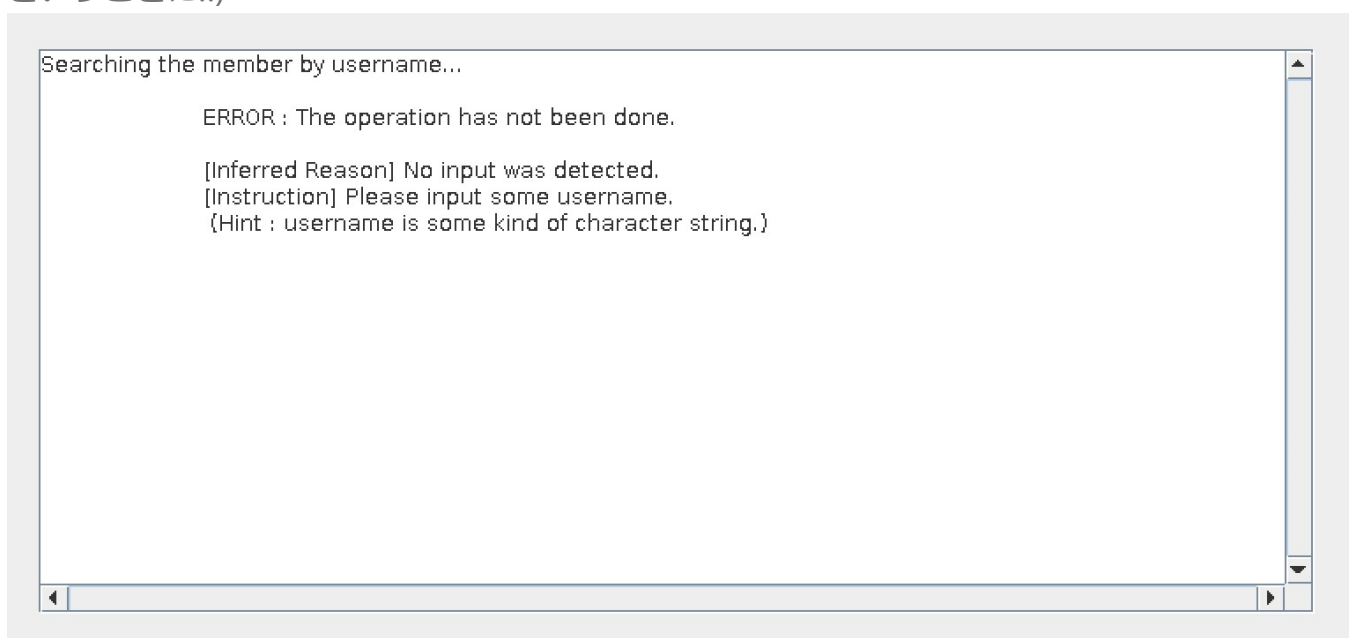 Searching the member by username...
ERROR : The operation has not been done.
[Inferred Reason] No input was detected.
[Instruction] Please input some username.
(Hint : username is some kind of character string.)